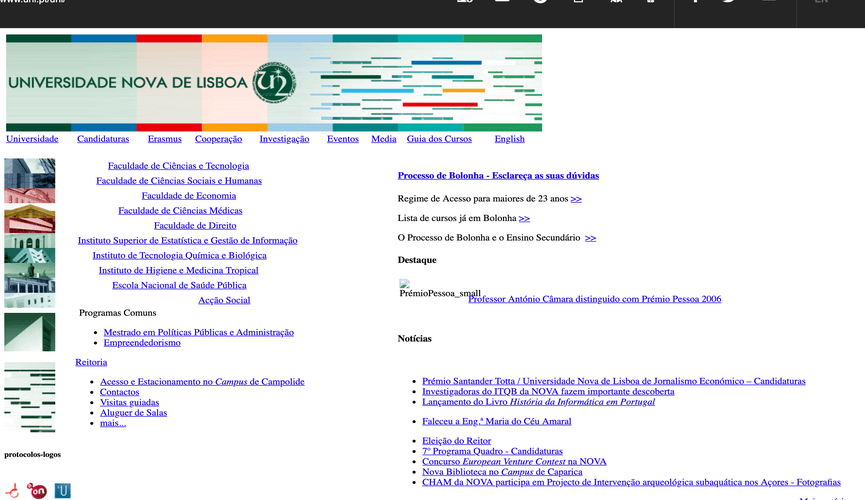 UNIVERSIDADE NOVA DE LISBOA
Universidade Candidaturas Erasmus Cooperação Investigação Eventos Media Guia dos Cursos English
Faculdade de Ciências e Tecnologia
Faculdade de Ciências Sociais e Humanas
Faculdade de Economia
Faculdade de Ciências Médicas
Faculdade de Direito
Instituto Superior de Estatística e Gestão de Informação
Instituto de Tecnologia Química e Biológica
Instituto de Higiene e Medicina Tropical
Escola Nacional de Saúde Pública
Acção Social
Programas Comuns
Mestrado em Políticas Públicas e Administração
Empreendedorismo
Reitoria
Acesso e Estacionamento no Campus de Campolide
Contactos
Visitas guiadas
Aluguer de Salas
mais...
protocolos-logos
Processo de Bolonha - Esclareça as suas dúvidas
Regime de Acesso para maiores de 23 anos >>
Lista de cursos já em Bolonha >>
O Processo de Bolonha e o Ensino Secundário >>
Destaque
PrémioPessoa_small
Professor António Câmara distinguido com Prémio Pessoa 2006
Notícias
Prémio Santander Totta / Universidade Nova de Lisboa de Jornalismo Económico – Candidaturas
Investigadoras do ITQB da NOVA fazem importante descoberta
Lançamento do Livro História da Informática em Portugal
Faleceu a Eng.ª Maria do Céu Amaral
Eleição do Reitor
7º Programa Quadro - Candidaturas
Concurso European Venture Contest na NOVA
Nova Biblioteca no Campus de Caparica
CHAM da NOVA participa em Projecto de Intervenção arqueológica subaquática nos Açores - Fotografias